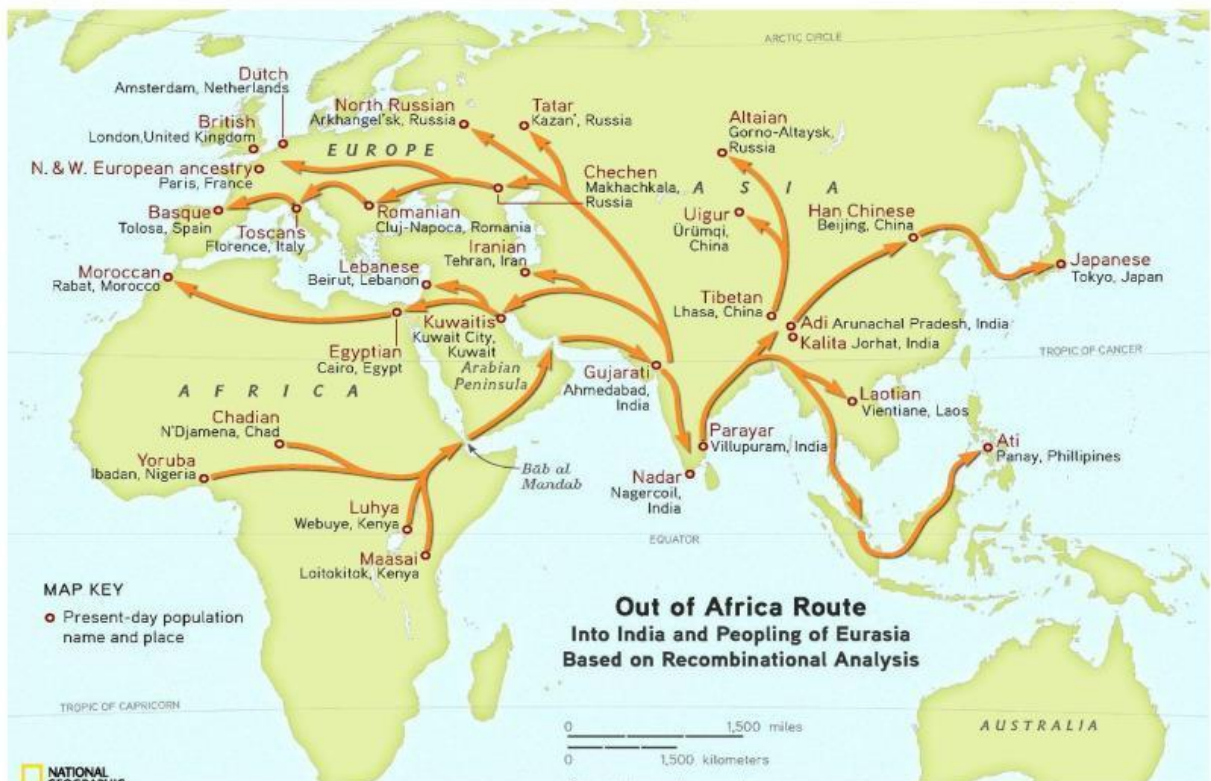 ARCTIC CIRCLE
Dutch
Amsterdam, Netherlands
British
London,United Kingdom
N. & W. European ancestry
Paris, France
Basque
Tolosa, Spain
Toscans
Florence, Italy
North Russian
Arkhangel'sk, Russia
EUROPE
Tatar
Kazan', Russia
Altaian
Gorno-Altaysk,
Russia
Chechen
Makhachkala,
Russia
ASIA
Romanian
Cluj-Napoca, Romania
Uigur
Ürümqi,
China
Han Chinese
Beijing, China
Japanese
Tokyo, Japan
Moroccan
Rabat, Morocco
Lebanese
Beirut, Lebanon
Iranian
Tehran, Iran
Tibetan
Lhasa, China
Adi Arunachal Pradesh, India
Kalita Jorhat, India
Egyptian
Cairo, Egypt
Kuwaitis
Kuwait City,
Kuwait
Arabian
Peninsula
Gujarati
Ahmedabad,
India
TROPIC OF CANCER
AFRICA
Chadian
N'Djamena, Chad
Yoruba
Ibadan, Nigeria
Bāb al
Mandab
Parayar
Villupuram, India
Nadar
Nagercoil,
India
Laotian
Vientiane, Laos
Ati
Panay, Phillipines
Luhya
Webuye, Kenya
Maasai
Loitokitok, Kenya
EQUATOR
MAP KEY
Present-day population
name and place
Out of Africa Route
Into India and Peopling of Eurasia
Based on Recombinational Analysis
TROPIC OF CAPRICORN
0 1,500 miles
0 1,500 kilometers
AUSTRALIA
NATIONAL
GEOGRAPHIC